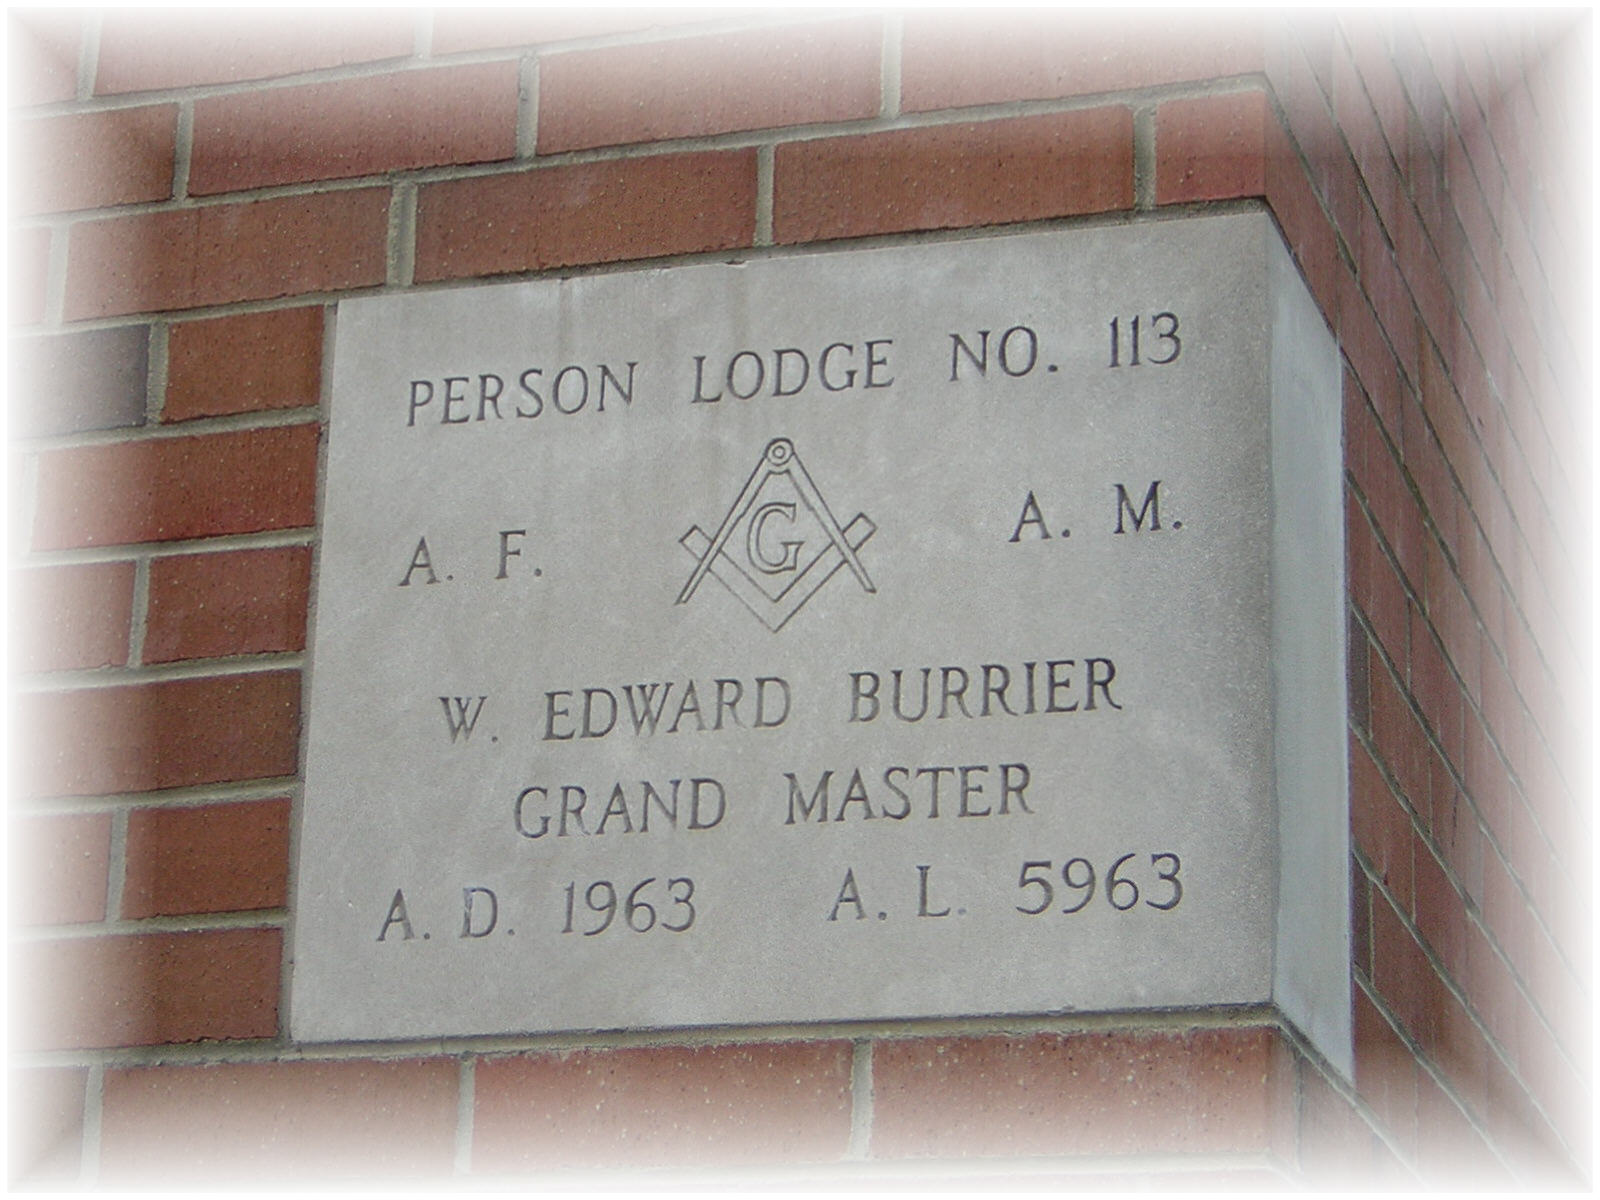 PERSON LODGE NO. 113
A. F. G A. M.
W. EDWARD BURRIER
GRAND MASTER
A. D. 1963 A. L. 5963